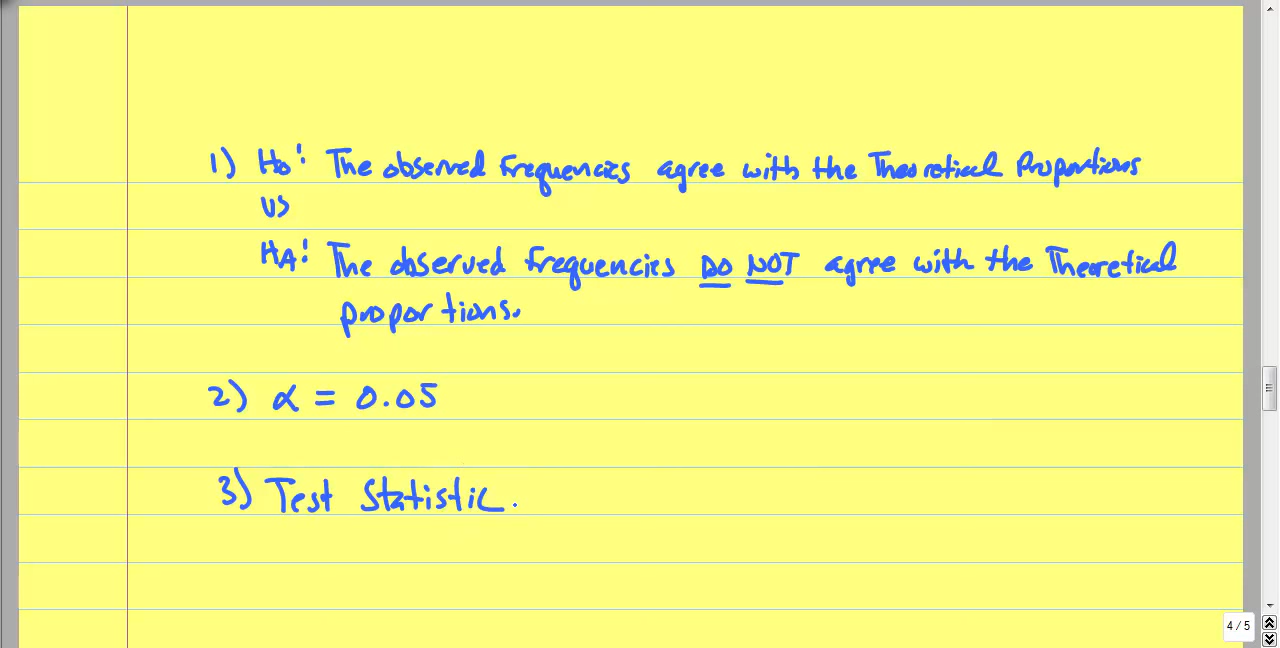 1) Ho: The observed Frequencies agree with the Theoretical Proportions
vs
HA: The observed frequencies DO NOT agree with the Theoretical
proportions.
2) α = 0.05
3) Test Statistic.
4 / 5